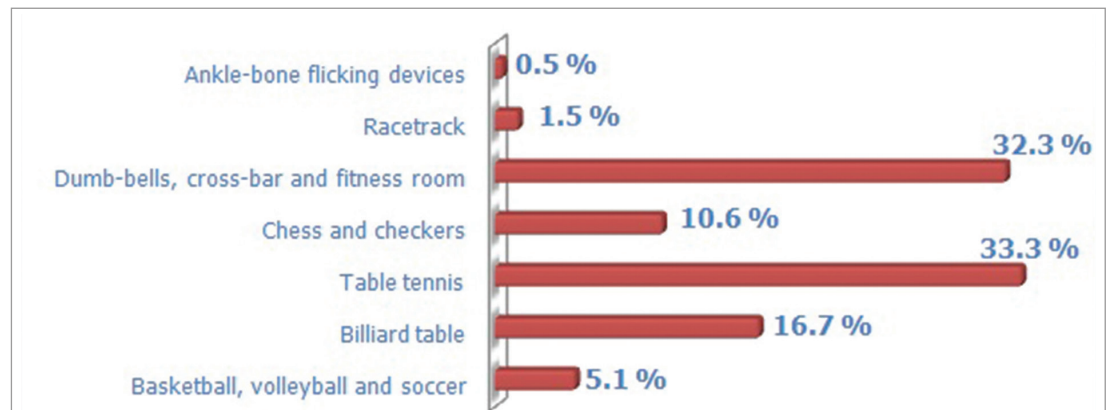 Ankle-bone flicking devices 0.5 %
Racetrack 1.5 %
Dumb-bells, cross-bar and fitness room 32.3 %
Chess and checkers 10.6 %
Table tennis 33.3 %
Billiard table 16.7 %
Basketball, volleyball and soccer 5.1 %